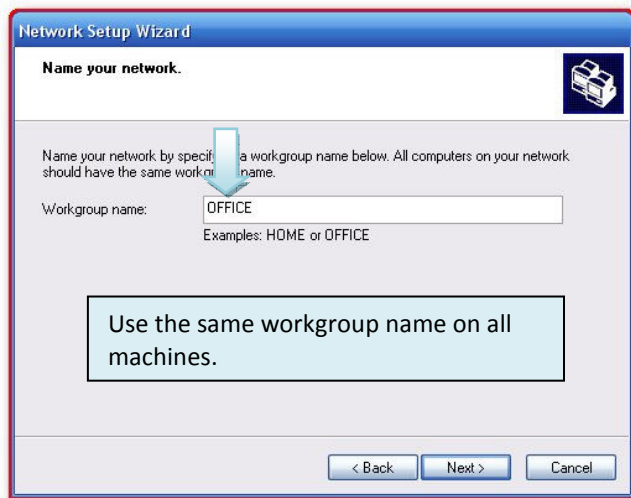 Network Setup Wizard
Name your network.
Name your network by specify a workgroup name below. All computers on your network
should have the same workgr name.
Workgroup name:
OFFICE
Examples: HOME or OFFICE
Use the same workgroup name on all
machines.
< Back
Next >
Cancel